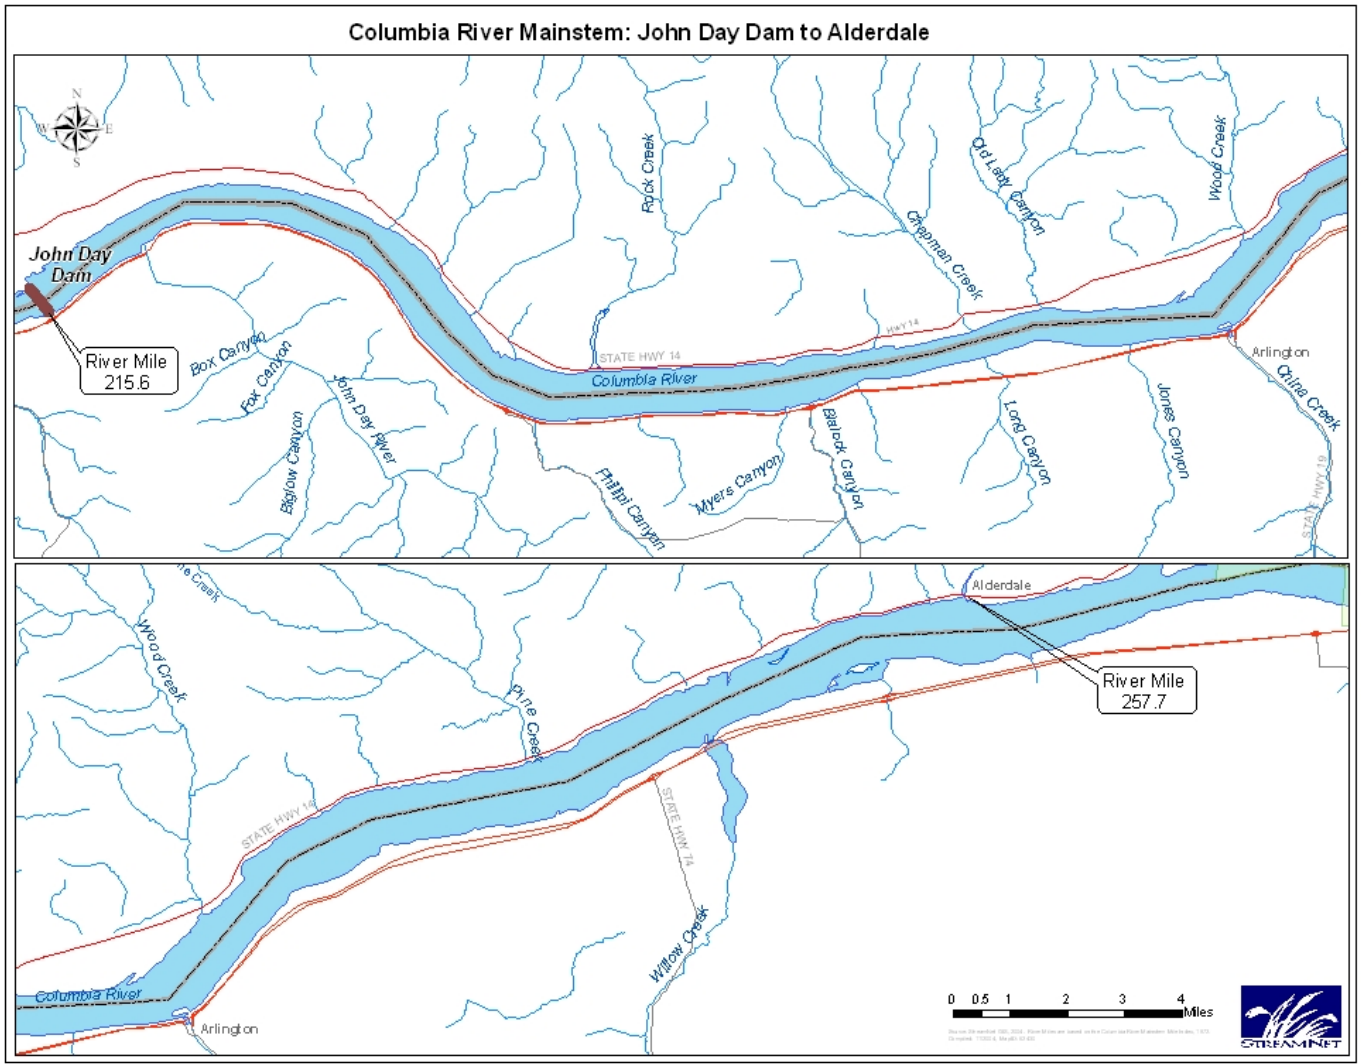 Columbia River Mainstem: John Day Dam to Alderdale
N
W
E
S
John Day
Dam
River Mile
215.6
Box Canyon
Fox Canyon
Biglow Canyon
John Day River
Rock Creek
STATE HWY 14
Columbia River
HWY 14
Chapman Creek
Old Lady Canyon
Wood Creek
Phillipi Canyon
Myers Canyon
Blalock Canyon
Long Canyon
Jones Canyon
Arlington
China Creek
STATE HWY 19
ne Creek
Wood Creek
STATE HWY 14
Pine Creek
Alderdale
River Mile
257.7
STATE HWY 74
Willow Creek
Columbia River
Arlington
0 0.5 1 2 3 4
Miles
STREAMNET